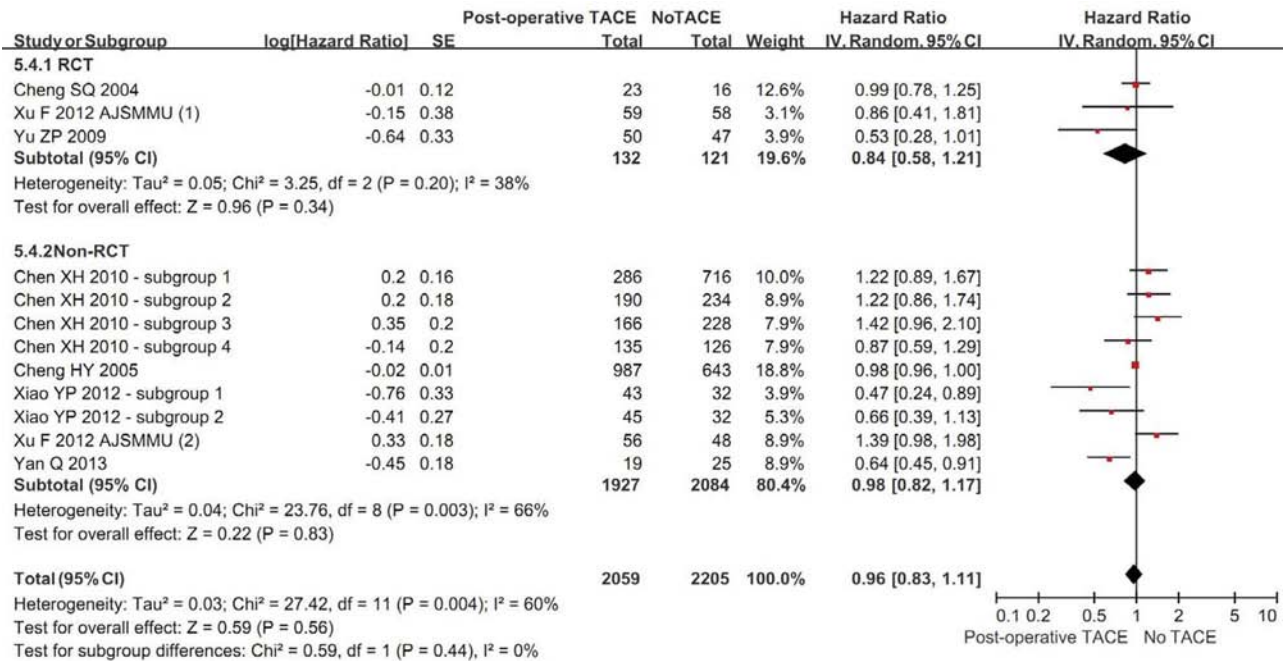 Post-operative TACE NoTACE Hazard Ratio Hazard Ratio
Study or Subgroup log[Hazard Ratio] SE Total Total Weight IV. Random. 95% CI IV. Random. 95% CI
5.4.1 RCT
Cheng SQ 2004 -0.01 0.12 23 16 12.6% 0.99 [0.78, 1.25]
Xu F 2012 AJSMMU (1) -0.15 0.38 59 58 3.1% 0.86 [0.41, 1.81]
Yu ZP 2009 -0.64 0.33 50 47 3.9% 0.53 [0.28, 1.01]
Subtotal (95% CI) 132 121 19.6% 0.84 [0.58, 1.21]
Heterogeneity: Tau² = 0.05; Chi² = 3.25, df = 2 (P = 0.20); I² = 38%
Test for overall effect: Z = 0.96 (P = 0.34)
5.4.2Non-RCT
Chen XH 2010 - subgroup 1 0.2 0.16 286 716 10.0% 1.22 [0.89, 1.67]
Chen XH 2010 - subgroup 2 0.2 0.18 190 234 8.9% 1.22 [0.86, 1.74]
Chen XH 2010 - subgroup 3 0.35 0.2 166 228 7.9% 1.42 [0.96, 2.10]
Chen XH 2010 - subgroup 4 -0.14 0.2 135 126 7.9% 0.87 [0.59, 1.29]
Cheng HY 2005 -0.02 0.01 987 643 18.8% 0.98 [0.96, 1.00]
Xiao YP 2012 - subgroup 1 -0.76 0.33 43 32 3.9% 0.47 [0.24, 0.89]
Xiao YP 2012 - subgroup 2 -0.41 0.27 45 32 5.3% 0.66 [0.39, 1.13]
Xu F 2012 AJSMMU (2) 0.33 0.18 56 48 8.9% 1.39 [0.98, 1.98]
Yan Q 2013 -0.45 0.18 19 25 8.9% 0.64 [0.45, 0.91]
Subtotal (95% CI) 1927 2084 80.4% 0.98 [0.82, 1.17]
Heterogeneity: Tau² = 0.04; Chi² = 23.76, df = 8 (P = 0.003); I² = 66%
Test for overall effect: Z = 0.22 (P = 0.83)
Total (95% CI) 2059 2205 100.0% 0.96 [0.83, 1.11]
Heterogeneity: Tau² = 0.03; Chi² = 27.42, df = 11 (P = 0.004); I² = 60%
Test for overall effect: Z = 0.59 (P = 0.56)
Test for subgroup differences: Chi² = 0.59, df = 1 (P = 0.44), I² = 0%
0.1 0.2 0.5 1 2 5 10
Post-operative TACE No TACE